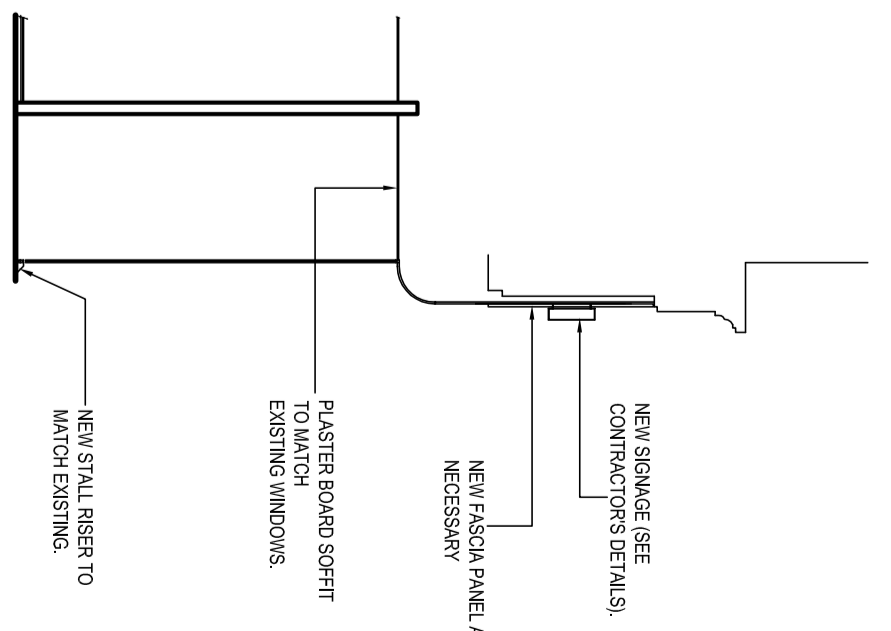 NEW SIGNAGE (SEE
CONTRACTOR'S DETAILS).
NEW FASCIA PANEL A
NECESSARY
PLASTER BOARD SOFFIT
TO MATCH
EXISTING WINDOWS.
NEW STALL RISER TO
MATCH EXISTING.